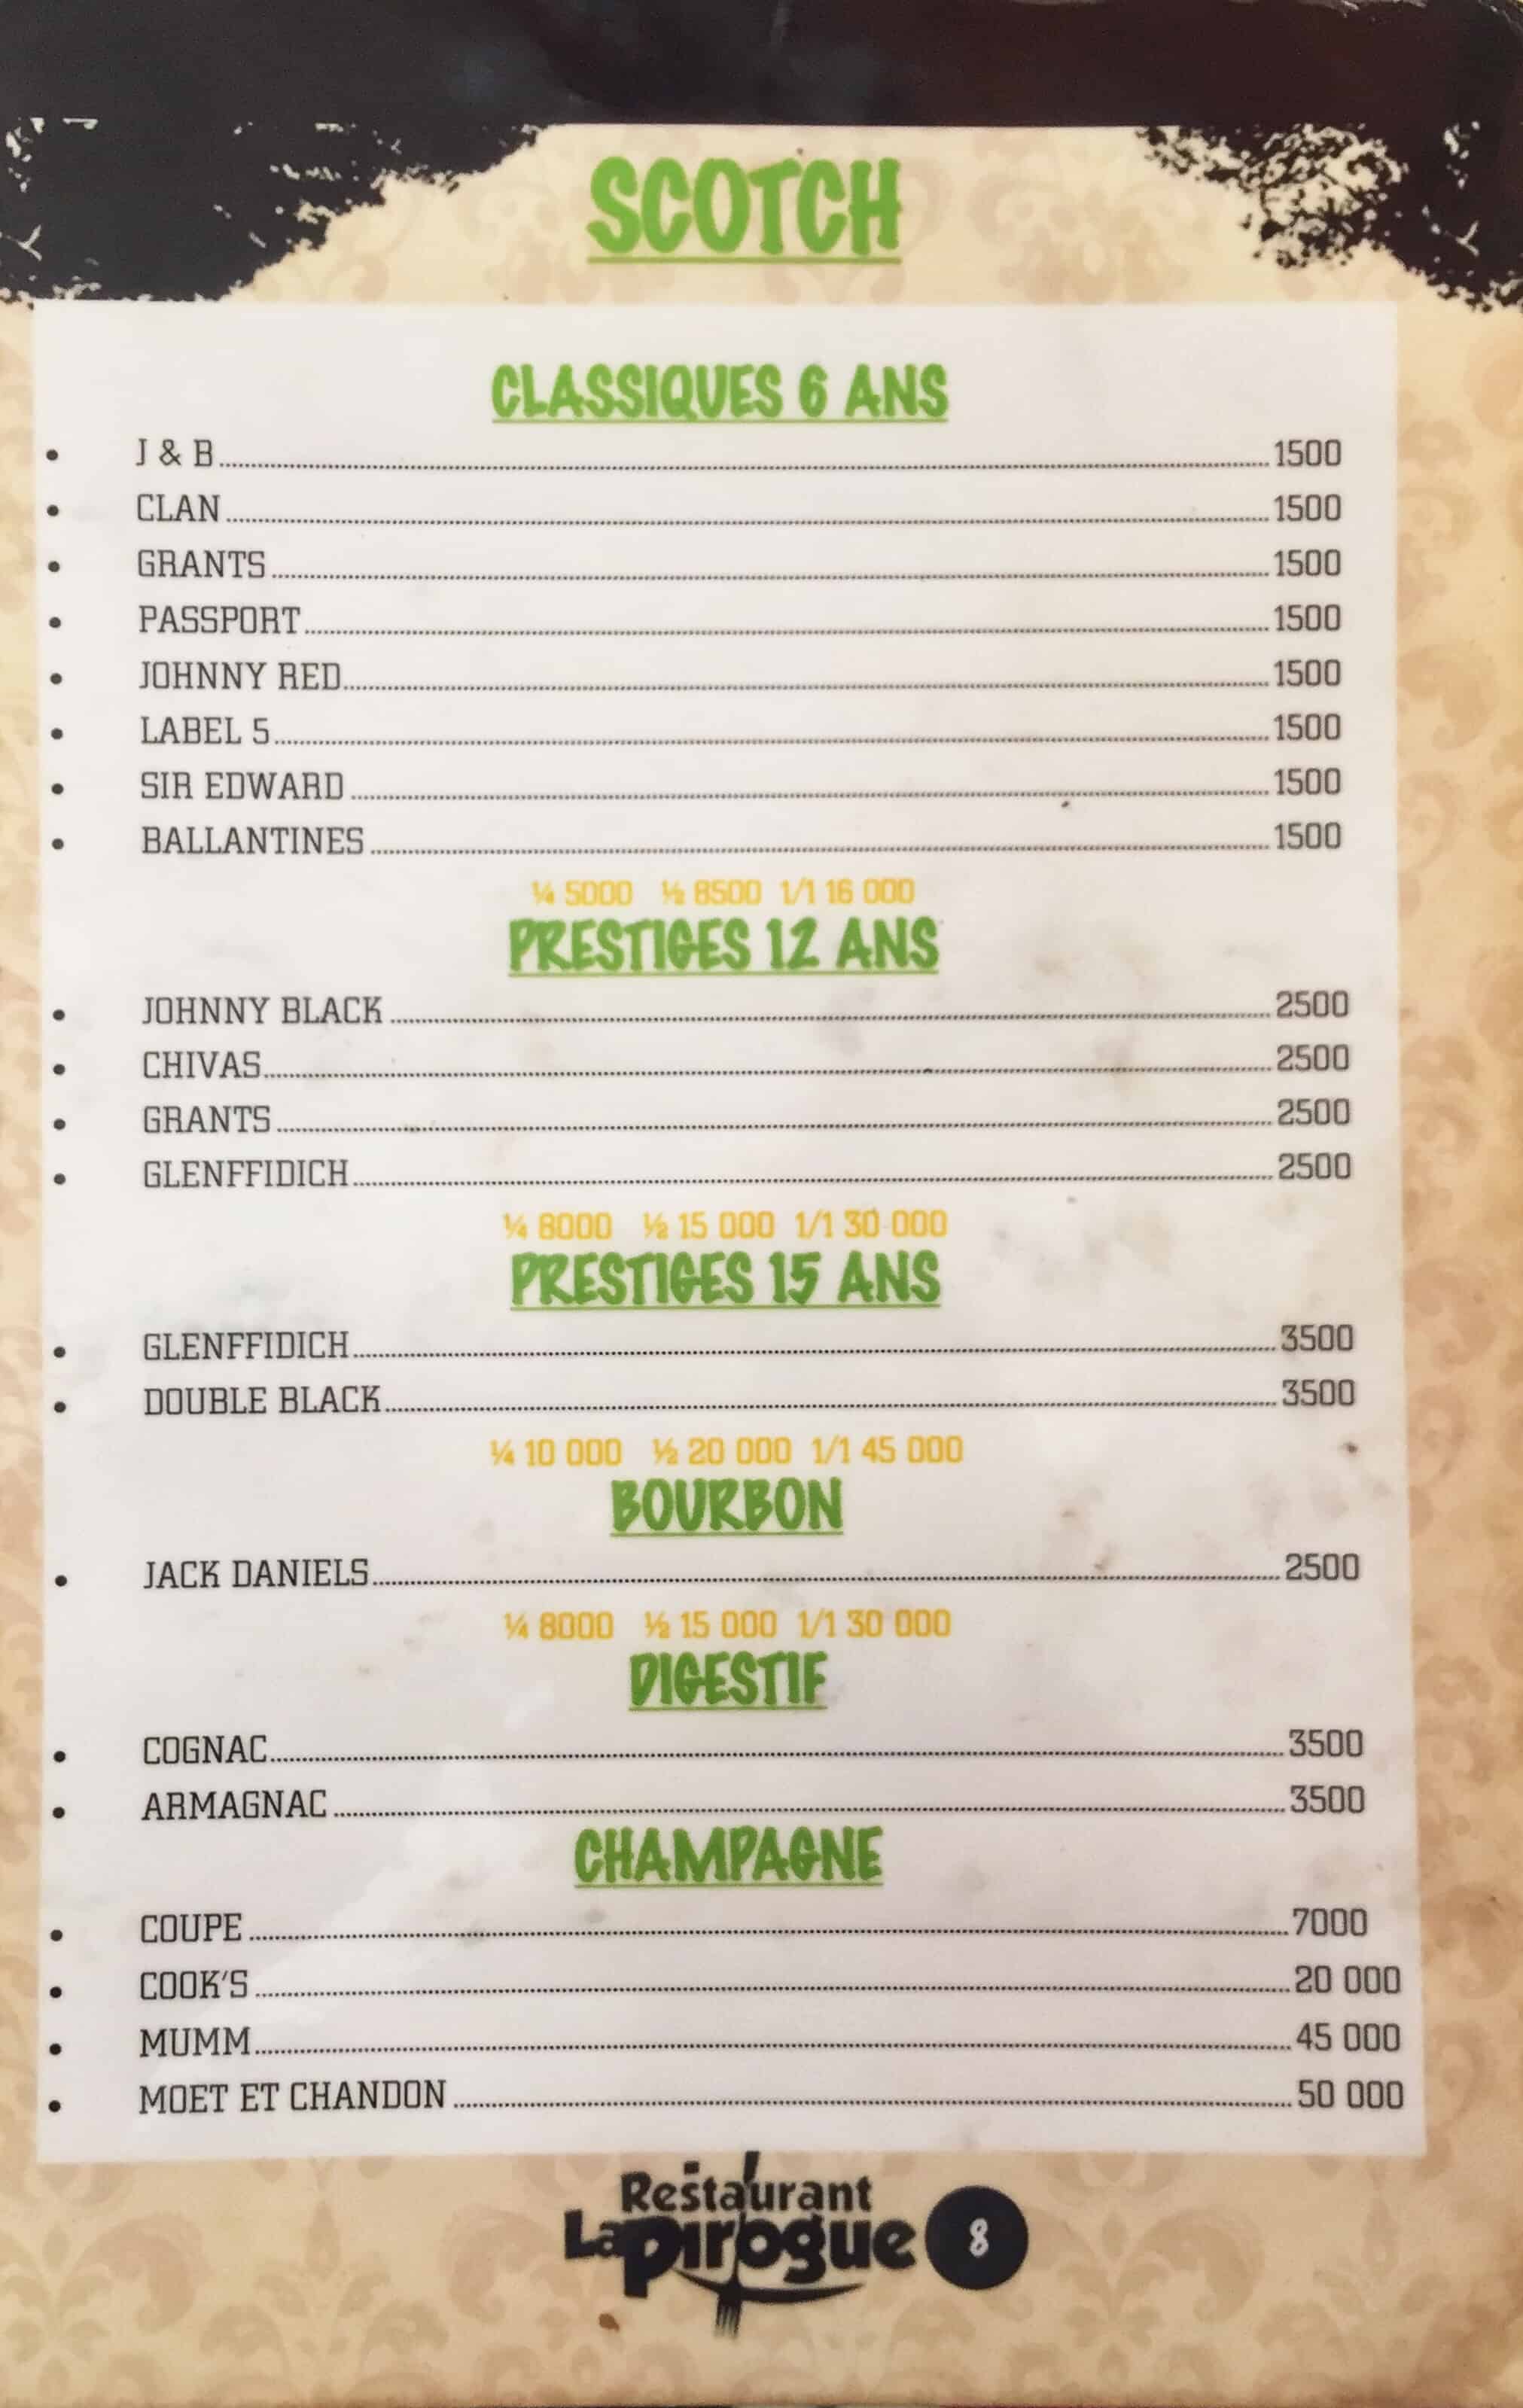 SCOTCH
CLASSIQUES 6 ANS
• J & B 1500
• CLAN 1500
• GRANTS 1500
• PASSPORT 1500
• JOHNNY RED 1500
• LABEL 5 1500
• SIR EDWARD 1500
• BALLANTINES 1500
¼ 5000 ½ 8500 1/1 16 000
PRESTIGES 12 ANS
• JOHNNY BLACK 2500
• CHIVAS 2500
• GRANTS 2500
• GLENFFIDICH 2500
¼ 8000 ½ 15 000 1/1 30 000
PRESTIGES 15 ANS
• GLENFFIDICH 3500
• DOUBLE BLACK 3500
¼ 10 000 ½ 20 000 1/1 45 000
BOURBON
• JACK DANIELS 2500
¼ 8000 ½ 15 000 1/1 30 000
DIGESTIF
• COGNAC 3500
• ARMAGNAC 3500
CHAMPAGNE
• COUPE 7000
• COOK'S 20 000
• MUMM 45 000
• MOET ET CHANDON 50 000
Restaurant
La pirogue 8